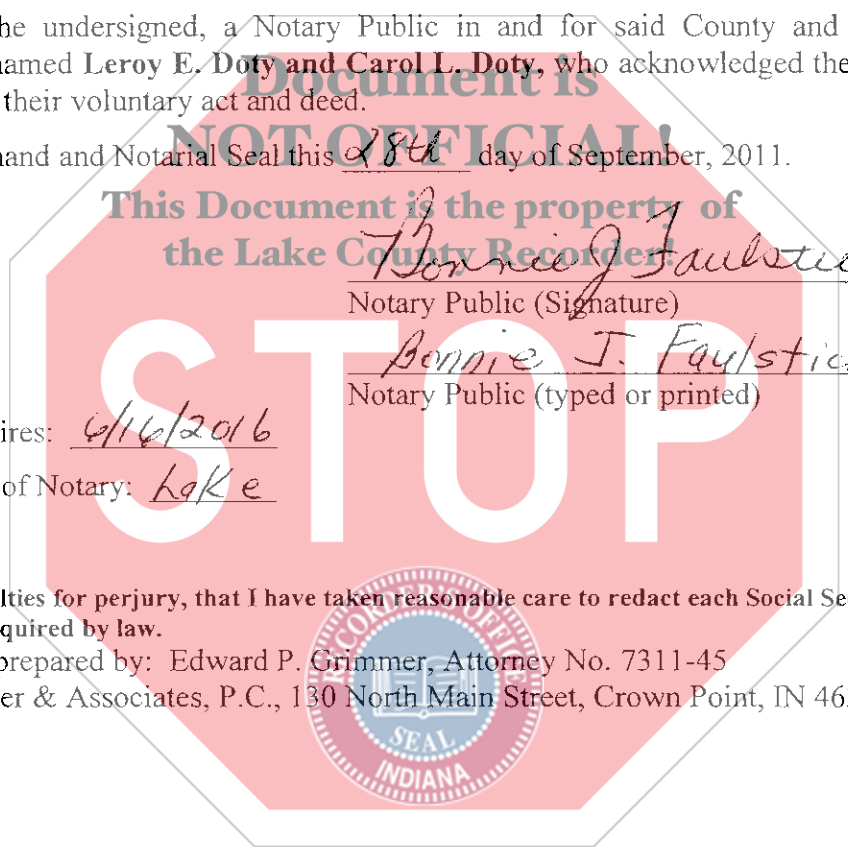 he undersigned, a Notary Public in and for said County and
named Leroy E. Doty and Carol L. Doty, who acknowledged the
Document is
their voluntary act and deed.
NOT OFFICIAL!
hand and Notarial Seal this 28th day of September, 2011.
This Document is the property of
the Lake County Recorder!
Bonnie J Faulstic
Notary Public (Signature)
Bonnie J. Faulstic
Notary Public (typed or printed)
STOP
ires: 6/16/2016
of Notary: Lake
lties for perjury, that I have taken reasonable care to redact each Social Se
quired by law.
prepared by: Edward P. Grimmer, Attorney No. 7311-45
er & Associates, P.C., 130 North Main Street, Crown Point, IN 46
RECORDER'S OFFICE
SEAL
INDIANA